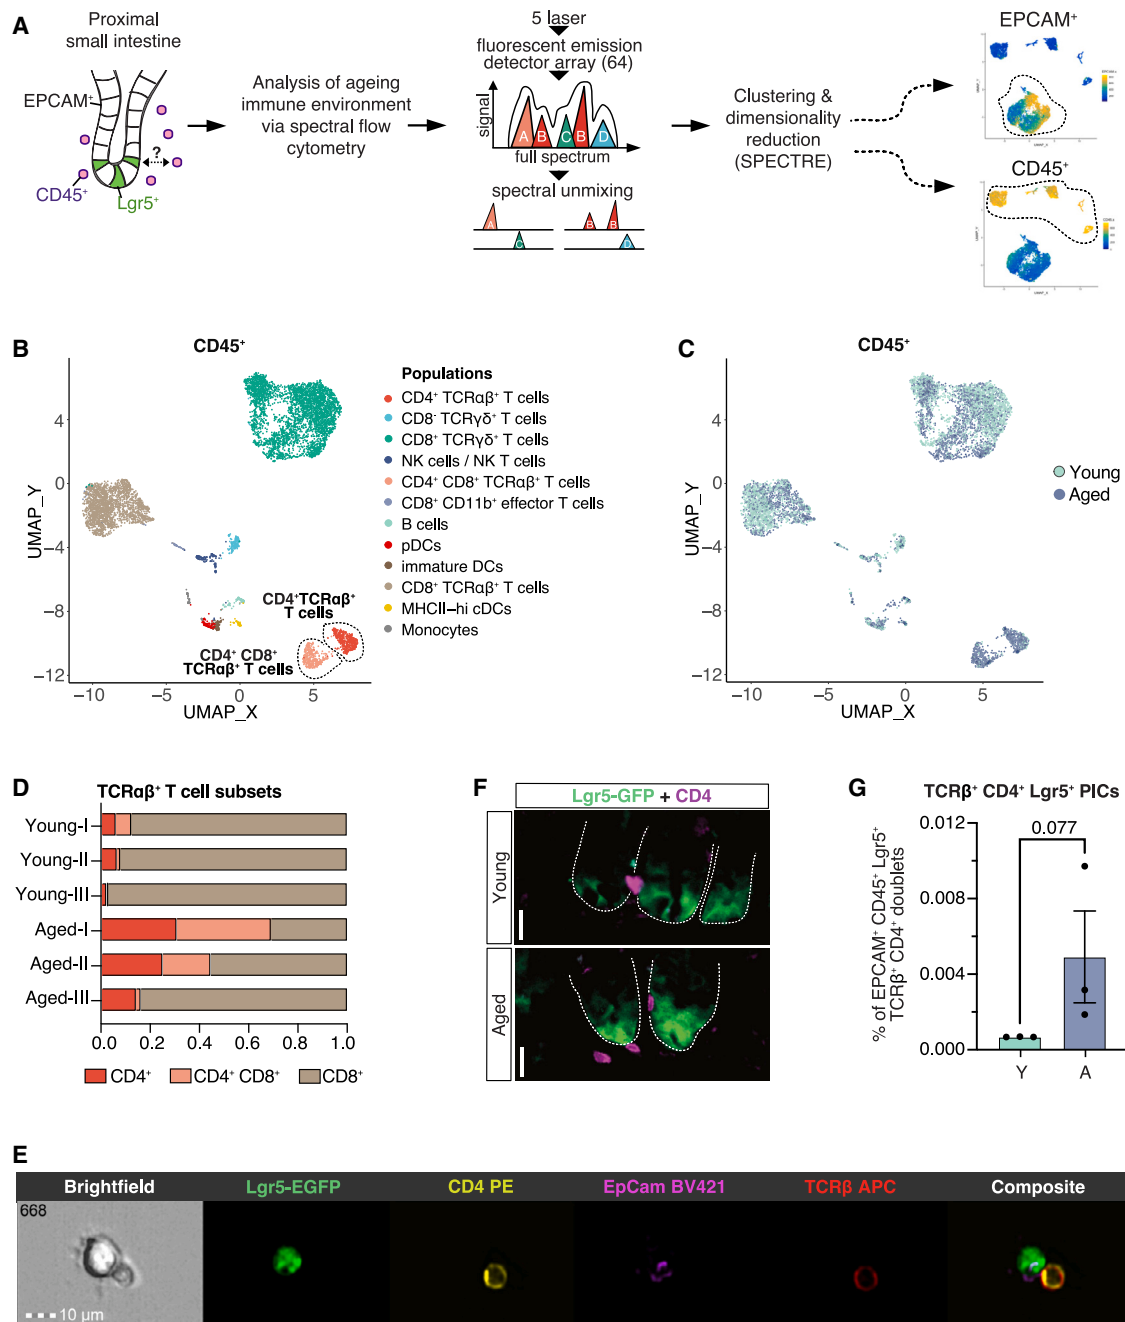 A
Proximal
small intestine
EPCAM⁺
?
CD45⁺
Lgr5⁺
Analysis of ageing
immune environment
via spectral flow
cytometry
5 laser
fluorescent emission
detector array (64)
signal
A B C B D
full spectrum
spectral unmixing
A B B
C D
Clustering &
dimensionality
reduction
(SPECTRE)
EPCAM⁺
CD45⁺
B
CD45⁺
UMAP_Y
4
0
−4
−8
−12
−10 −5 0 5
UMAP_X
CD4⁺TCRαβ⁺
T cells
CD4⁺ CD8⁺
TCRαβ⁺ T cells
Populations
CD4⁺ TCRαβ⁺ T cells
CD8⁻ TCRγδ⁺ T cells
CD8⁺ TCRγδ⁺ T cells
NK cells / NK T cells
CD4⁺ CD8⁺ TCRαβ⁺ T cells
CD8⁺ CD11b⁺ effector T cells
B cells
pDCs
immature DCs
CD8⁺ TCRαβ⁺ T cells
MHCII−hi cDCs
Monocytes
C
CD45⁺
UMAP_Y
4
0
−4
−8
−12
−10 −5 0 5
UMAP_X
Young
Aged
D
TCRαβ⁺ T cell subsets
Young-I
Young-II
Young-III
Aged-I
Aged-II
Aged-III
0.0 0.2 0.4 0.6 0.8 1.0
CD4⁺ CD4⁺ CD8⁺ CD8⁺
F
Lgr5-GFP + CD4
Young
Aged
G
TCRβ⁺ CD4⁺ Lgr5⁺ PICs
% of EPCAM⁺ CD45⁺ Lgr5⁺
TCRβ⁺ CD4⁺ doublets
0.012
0.008
0.004
0.000
0.077
Y A
E
Brightfield Lgr5-EGFP CD4 PE EpCam BV421 TCRβ APC Composite
668
10 μm